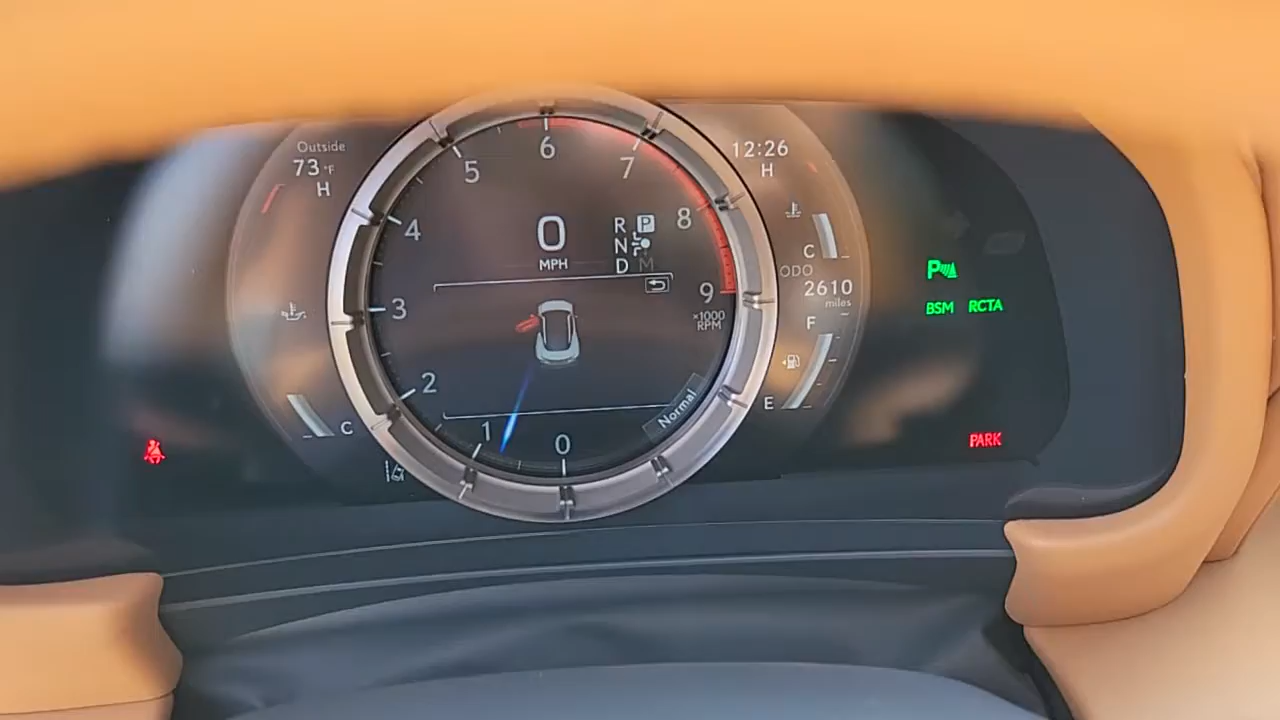 Outside
73°F
H
C
6
5
7
4
8
3
9
2
1
0
×1000
RPM
0
MPH
R P
N
D M
Normal
12:26
H
C
ODO
2610
miles
F
E
P
BSM RCTA
PARK